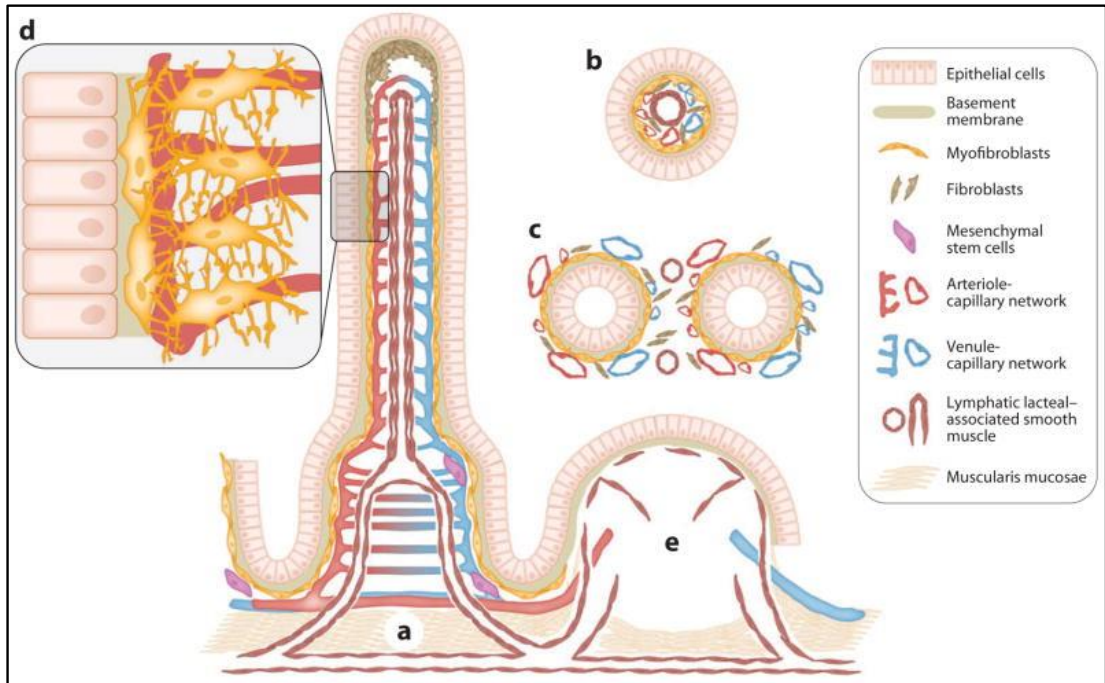 d
b
c
a
e
Epithelial cells
Basement
membrane
Myofibroblasts
Fibroblasts
Mesenchymal
stem cells
Arteriole-
capillary network
Venule-
capillary network
Lymphatic lacteal–
associated smooth
muscle
Muscularis mucosae